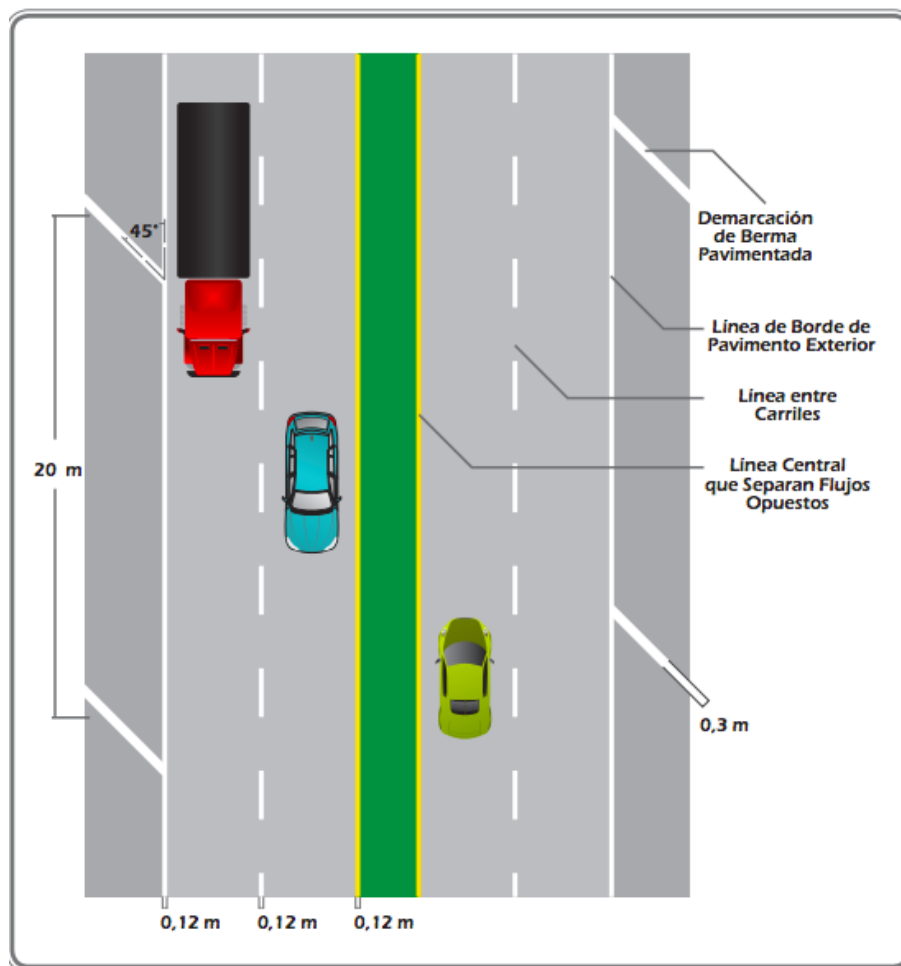 45°
Demarcación
de Berma
Pavimentada
Línea de Borde de
Pavimento Exterior
Línea entre
Carriles
20 m
Línea Central
que Separan Flujos
Opuestos
0,3 m
0,12 m
0,12 m
0,12 m